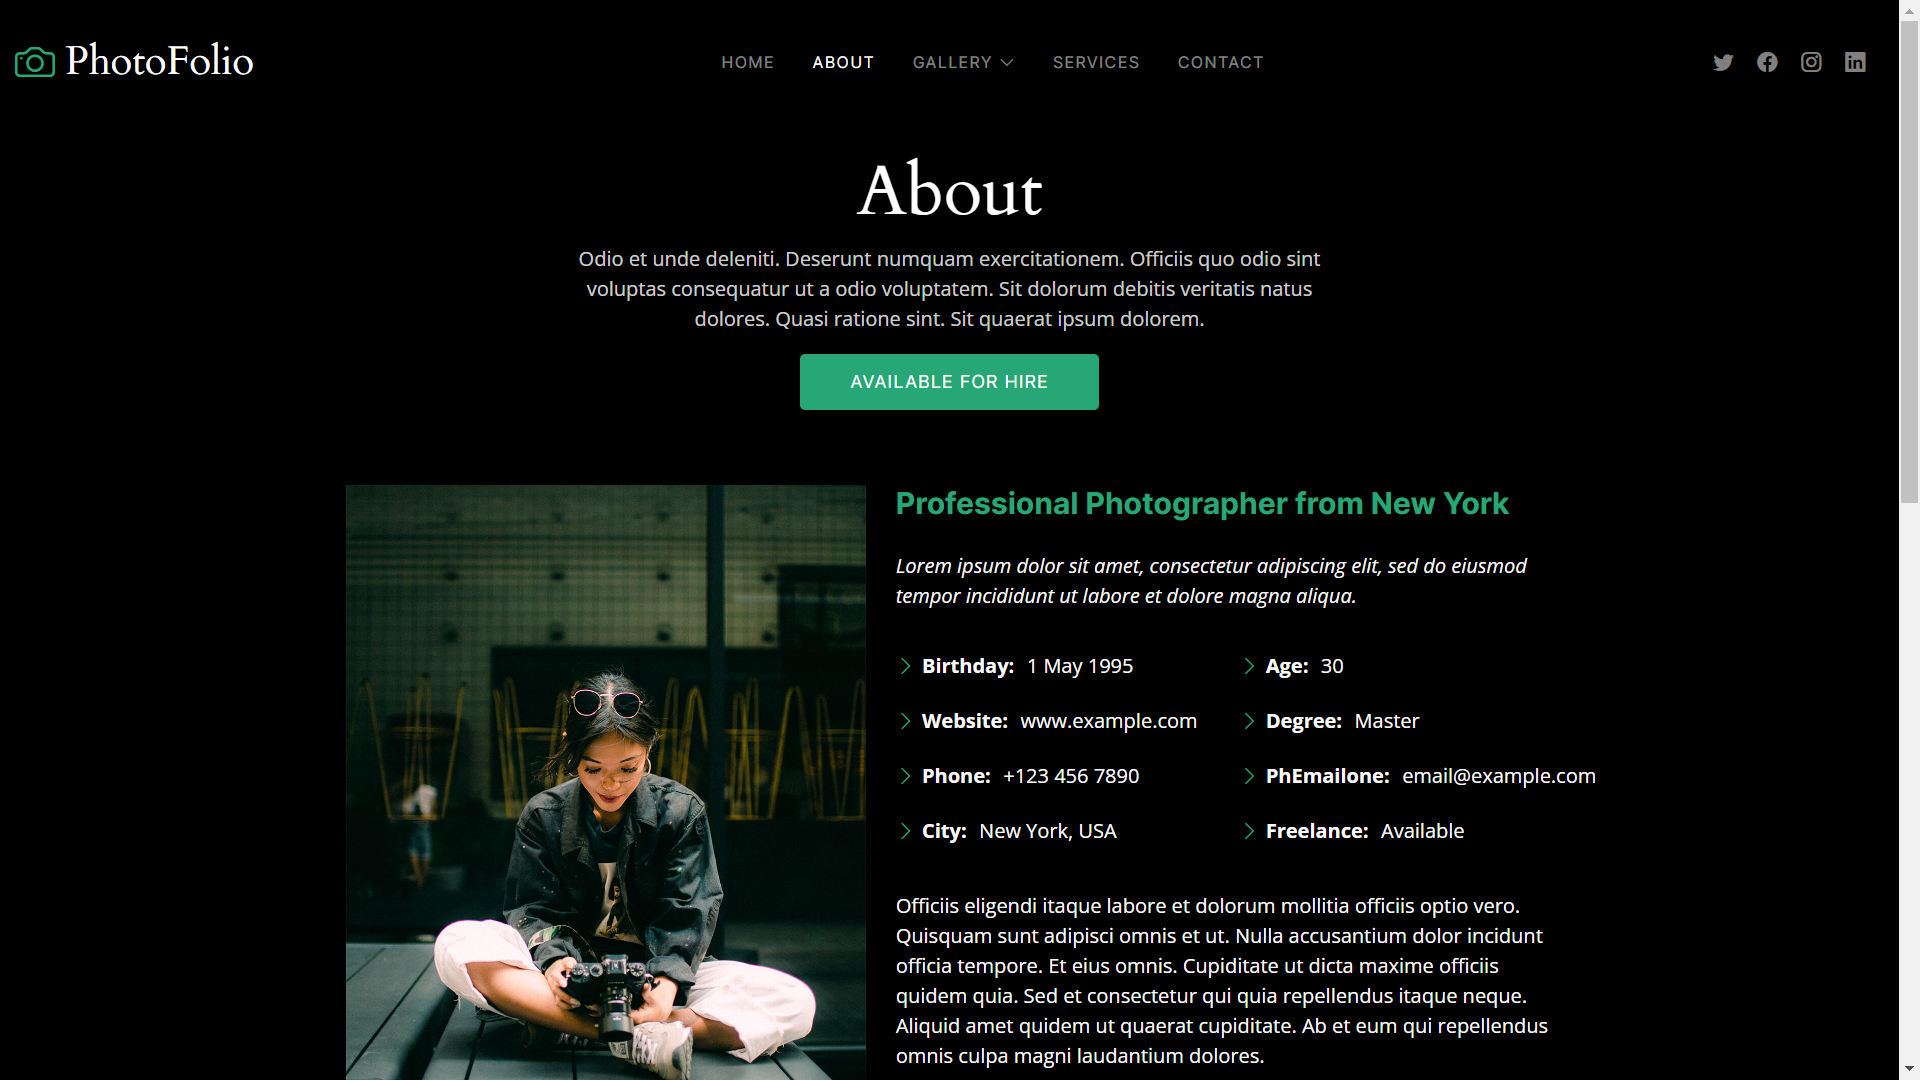 PhotoFolio
HOME
ABOUT
GALLERY
SERVICES
CONTACT
About
Odio et unde deleniti. Deserunt numquam exercitationem. Officiis quo odio sint
voluptas consequatur ut a odio voluptatem. Sit dolorum debitis veritatis natus
dolores. Quasi ratione sint. Sit quaerat ipsum dolorem.
AVAILABLE FOR HIRE
Professional Photographer from New York
Lorem ipsum dolor sit amet, consectetur adipiscing elit, sed do eiusmod
tempor incididunt ut labore et dolore magna aliqua.
Birthday: 1 May 1995
Age: 30
Website: www.example.com
Degree: Master
Phone: +123 456 7890
PhEmailone: email@example.com
City: New York, USA
Freelance: Available
Officiis eligendi itaque labore et dolorum mollitia officiis optio vero.
Quisquam sunt adipisci omnis et ut. Nulla accusantium dolor incidunt
officia tempore. Et eius omnis. Cupiditate ut dicta maxime officiis
quidem quia. Sed et consectetur qui quia repellendus itaque neque.
Aliquid amet quidem ut quaerat cupiditate. Ab et eum qui repellendus
omnis culpa magni laudantium dolores.